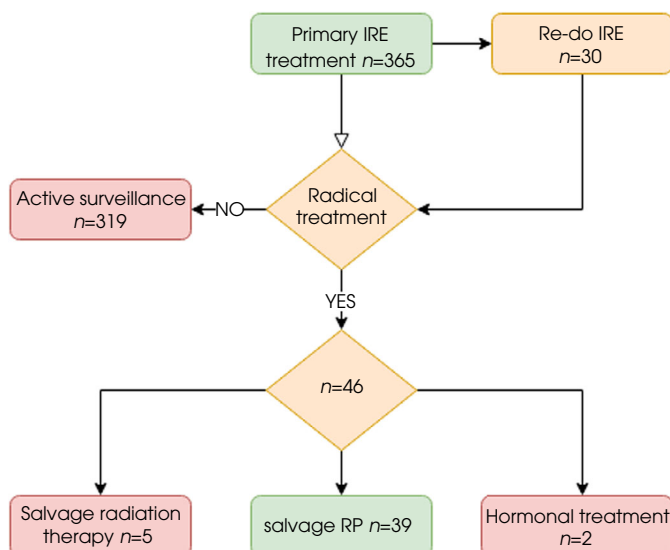 Primary IRE
treatment n=365
Re-do IRE
n=30
Radical
treatment
NO
Active surveillance
n=319
YES
n=46
Salvage radiation
therapy n=5
salvage RP n=39
Hormonal treatment
n=2